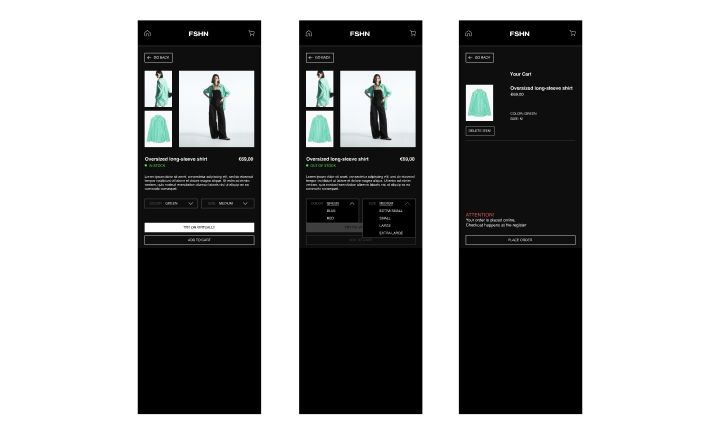 FSHN
GO BACK
Oversized long-sleeve shirt €69,00
IN STOCK
Lorem ipsum dolor sit amet, consectetur adipiscing elit, sed do eiusmod
tempor incididunt ut labore et dolore magna aliqua. Ut enim ad minim
veniam, quis nostrud exercitation ullamco laboris nisi ut aliquip ex ea
commodo consequat.
COLOR: GREEN SIZE: MEDIUM
TRY ON VIRTUALLY
ADD TO CART
FSHN
GO BACK
Oversized long-sleeve shirt €69,00
OUT OF STOCK
Lorem ipsum dolor sit amet, consectetur adipiscing elit, sed do eiusmod
tempor incididunt ut labore et dolore magna aliqua. Ut enim ad minim
veniam, quis nostrud exercitation ullamco laboris nisi ut aliquip ex ea
commodo consequat.
COLOR: GREEN SIZE: MEDIUM
BLUE EXTRA SMALL
RED SMALL
LARGE
EXTRA LARGE
ADD TO CART
FSHN
GO BACK
Your Cart
Oversized long-sleeve shirt
€69,00
COLOR: GREEN
SIZE: M
DELETE ITEM
ATTENTION!
Your order is placed online.
Checkout happens at the register
PLACE ORDER